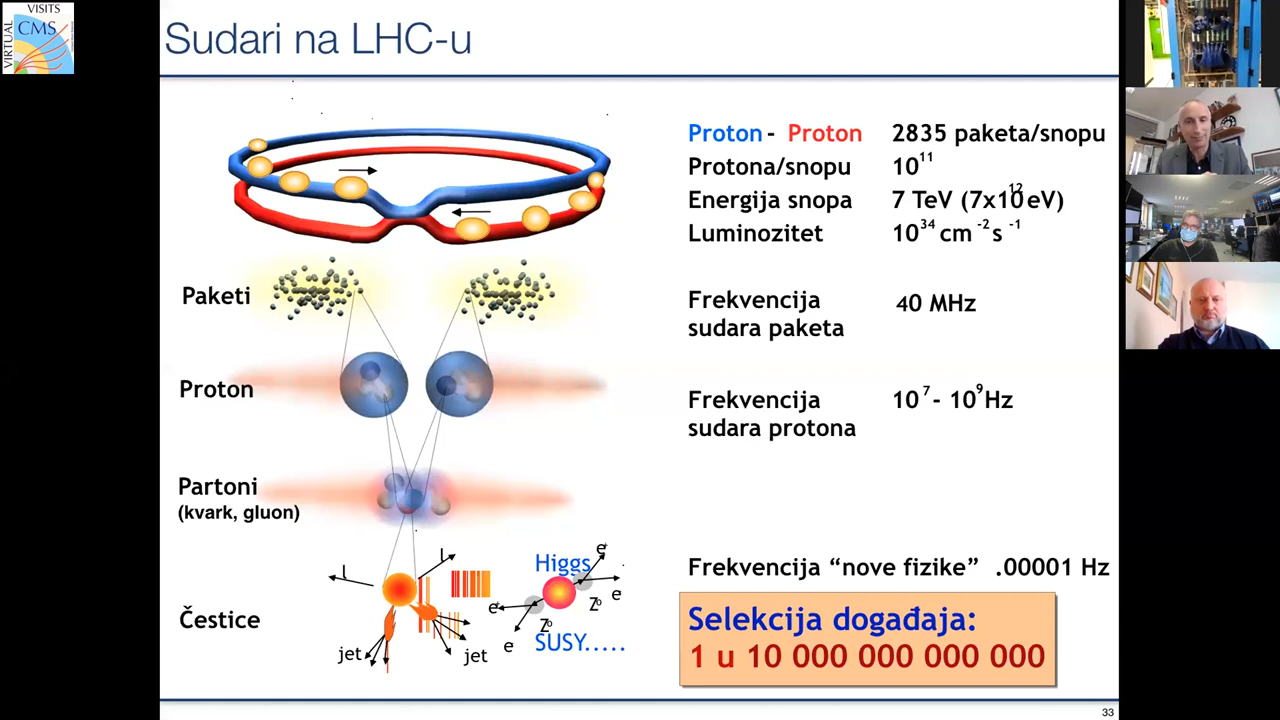 VISITS
CMS
VIRTUAL
Sudari na LHC-u
Proton - Proton 2835 paketa/snopu
Protona/snopu 10¹¹
Energija snopa 7 TeV (7x10¹² eV)
Luminozitet 10³⁴ cm⁻² s⁻¹
Paketi
Frekvencija sudara paketa 40 MHz
Proton
Frekvencija sudara protona 10⁷ - 10⁹ Hz
Partoni
(kvark, gluon)
Čestice
l
l
jet
jet
Higgs
e⁺
e
e⁺
Z⁰
Z⁰
e
SUSY.....
Frekvencija “nove fizike” .00001 Hz
Selekcija događaja:
1 u 10 000 000 000 000
33